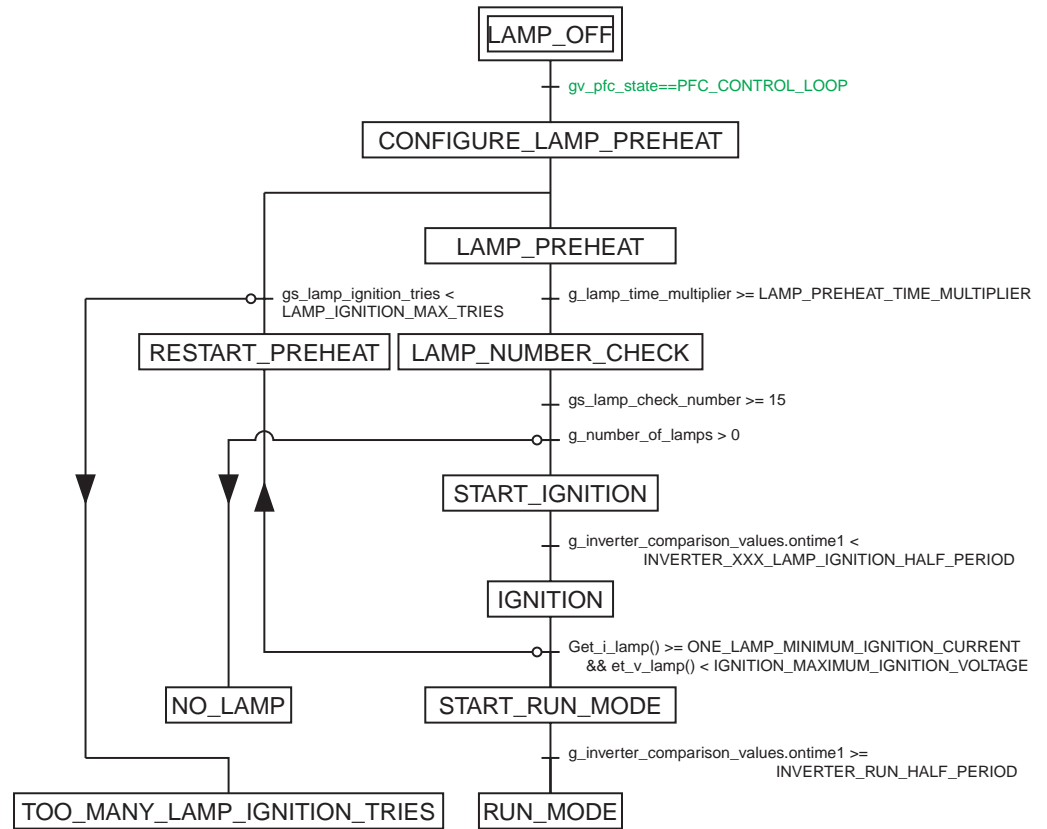 LAMP_OFF
gv_pfc_state==PFC_CONTROL_LOOP
CONFIGURE_LAMP_PREHEAT
LAMP_PREHEAT
gs_lamp_ignition_tries <
LAMP_IGNITION_MAX_TRIES
g_lamp_time_multiplier >= LAMP_PREHEAT_TIME_MULTIPLIER
RESTART_PREHEAT
LAMP_NUMBER_CHECK
gs_lamp_check_number >= 15
g_number_of_lamps > 0
START_IGNITION
g_inverter_comparison_values.ontime1 <
INVERTER_XXX_LAMP_IGNITION_HALF_PERIOD
IGNITION
Get_i_lamp() >= ONE_LAMP_MINIMUM_IGNITION_CURRENT
&& et_v_lamp() < IGNITION_MAXIMUM_IGNITION_VOLTAGE
NO_LAMP
START_RUN_MODE
g_inverter_comparison_values.ontime1 >=
INVERTER_RUN_HALF_PERIOD
TOO_MANY_LAMP_IGNITION_TRIES
RUN_MODE